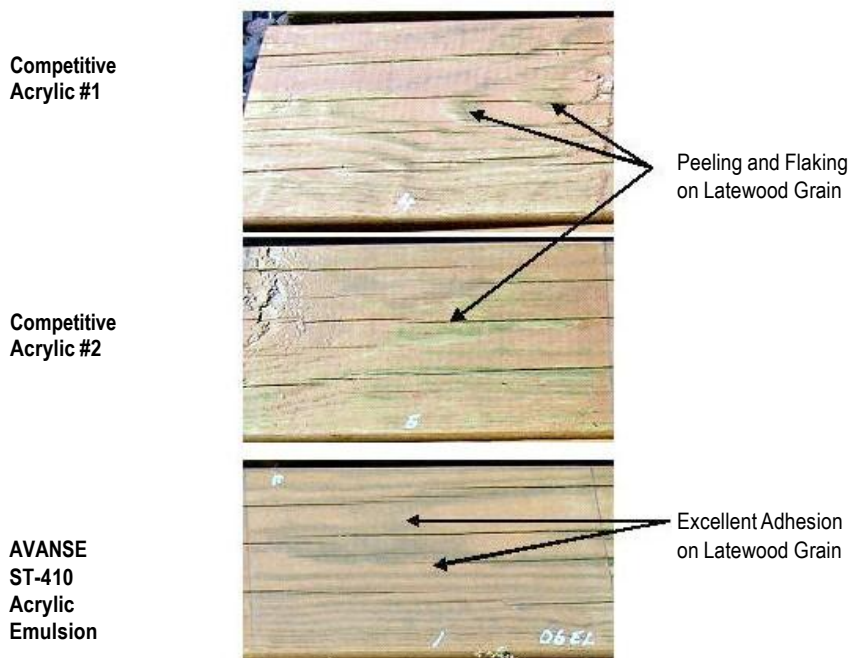 Competitive
Acrylic #1
Peeling and Flaking
on Latewood Grain
Competitive
Acrylic #2
AVANSE
ST-410
Acrylic
Emulsion
Excellent Adhesion
on Latewood Grain
1